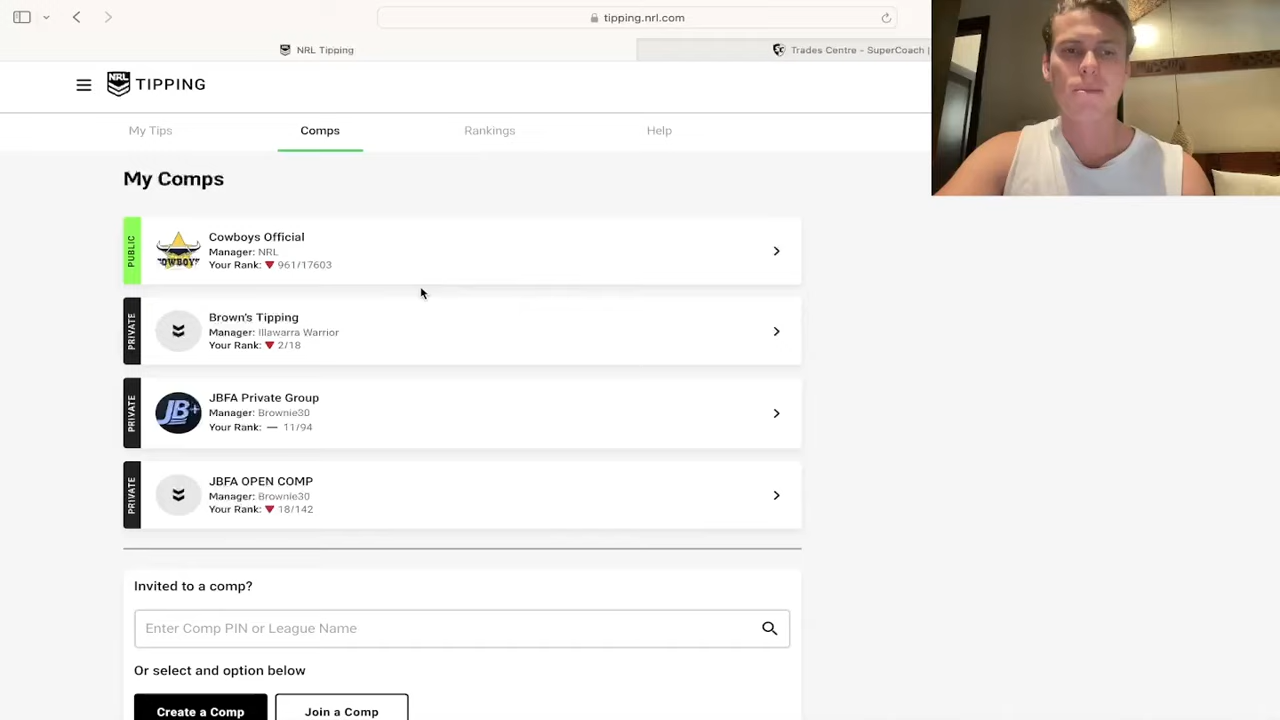 tipping.nrl.com
NRL Tipping
Trades Centre - SuperCoach |
NRL TIPPING
My Tips
Comps
Rankings
Help
My Comps
PUBLIC
COWBOYS
Cowboys Official
Manager: NRL
Your Rank: 961/17603
PRIVATE
Brown's Tipping
Manager: Illawarra Warrior
Your Rank: 2/18
PRIVATE
JB+
JBFA Private Group
Manager: Brownie30
Your Rank: — 11/94
PRIVATE
JBFA OPEN COMP
Manager: Brownie30
Your Rank: 18/142
Invited to a comp?
Enter Comp PIN or League Name
Or select and option below
Create a Comp
Join a Comp